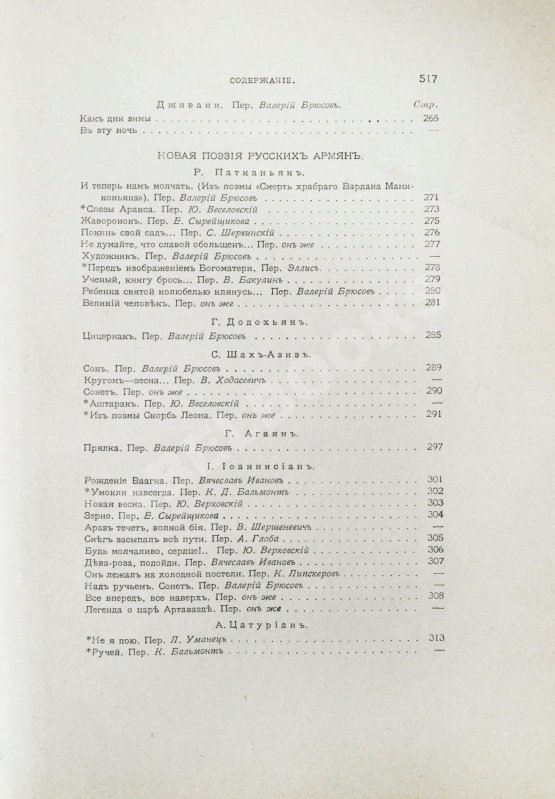 СОДЕРЖАНІЕ. 517
Дживани. Пер. Валерій Брюсовъ. Стр.
Какъ дни зимы 265
Въ эту ночь —
НОВАЯ ПОЭЗІЯ РУССКИХЪ АРМЯНЪ.
Р. Патканьянъ.
И теперь намъ молчать. (Изъ поэмы «Смерть храбраго Вардана Мами-
коньяна»). Пер. Валерій Брюсовъ 271
*Слезы Аракса. Пер. Ю. Веселовскій 273
Жаворонокъ. Пер. Е. Сырейщикова 275
Покинь свой садъ... Пер. С. Шервинскій 276
Не думайте, что славой обольщенъ... Пер. онъ же 277
Художникъ. Пер. Валерій Брюсовъ —
*Передъ изображеніемъ Богоматери. Пер. Эллисъ 278
Ученый, книгу брось... Пер. В. Бакулинъ 279
Ребенка святой колюбелью клянусь... Пер. Валерій Брюсовъ 280
Великій человѣкъ. Пер. онъ же 281
Г. Додохьянъ.
Цицернакъ. Пер. Валерій Брюсовъ 285
С. Шахъ-Азизъ.
Сонъ. Пер. Валерій Брюсовъ 289
Кругомъ—весна... Пер. В. Ходасевичъ —
Сонетъ. Пер. онъ же 290
*Аштаракъ. Пер. Ю. Веселовскій —
*Изъ поэмы Скорбь Леона. Пер. онъ же 291
Г. Агаянъ.
Прялка. Пер. Валерій Брюсовъ 297
І. Іоаннисіанъ.
Рожденіе Ваагна. Пер. Вячеславъ Ивановъ 301
*Умолкли навсегда. Пер. К. Д. Бальмонтъ 302
Новая весна. Пер. Ю. Верховскій 303
Зерно. Пер. Е. Сырейщикова 304
Аразъ течетъ, волной бія. Пер. В. Шершеневичъ —
Снѣгъ засыпалъ всѣ пути. Пер. А. Глоба 305
Будь молчаливо, сердце!.. Пер. Ю. Верховскій 306
Дѣва-роза, подойди. Пер. Вячеславъ Ивановъ 307
Онъ лежалъ на холодной постели. Пер. К. Липскеровъ —
Надъ ручьемъ. Сонетъ. Пер. Валерій Брюсовъ —
Все впередъ, все наверхъ. Пер. онъ же 308
Легенда о царѣ Артаваздѣ. Пер. онъ же —
А. Цатуріанъ.
*Не я пою. Пер. Л. Уманецъ 313
*Ручей. Пер. К. Бальмонтъ —